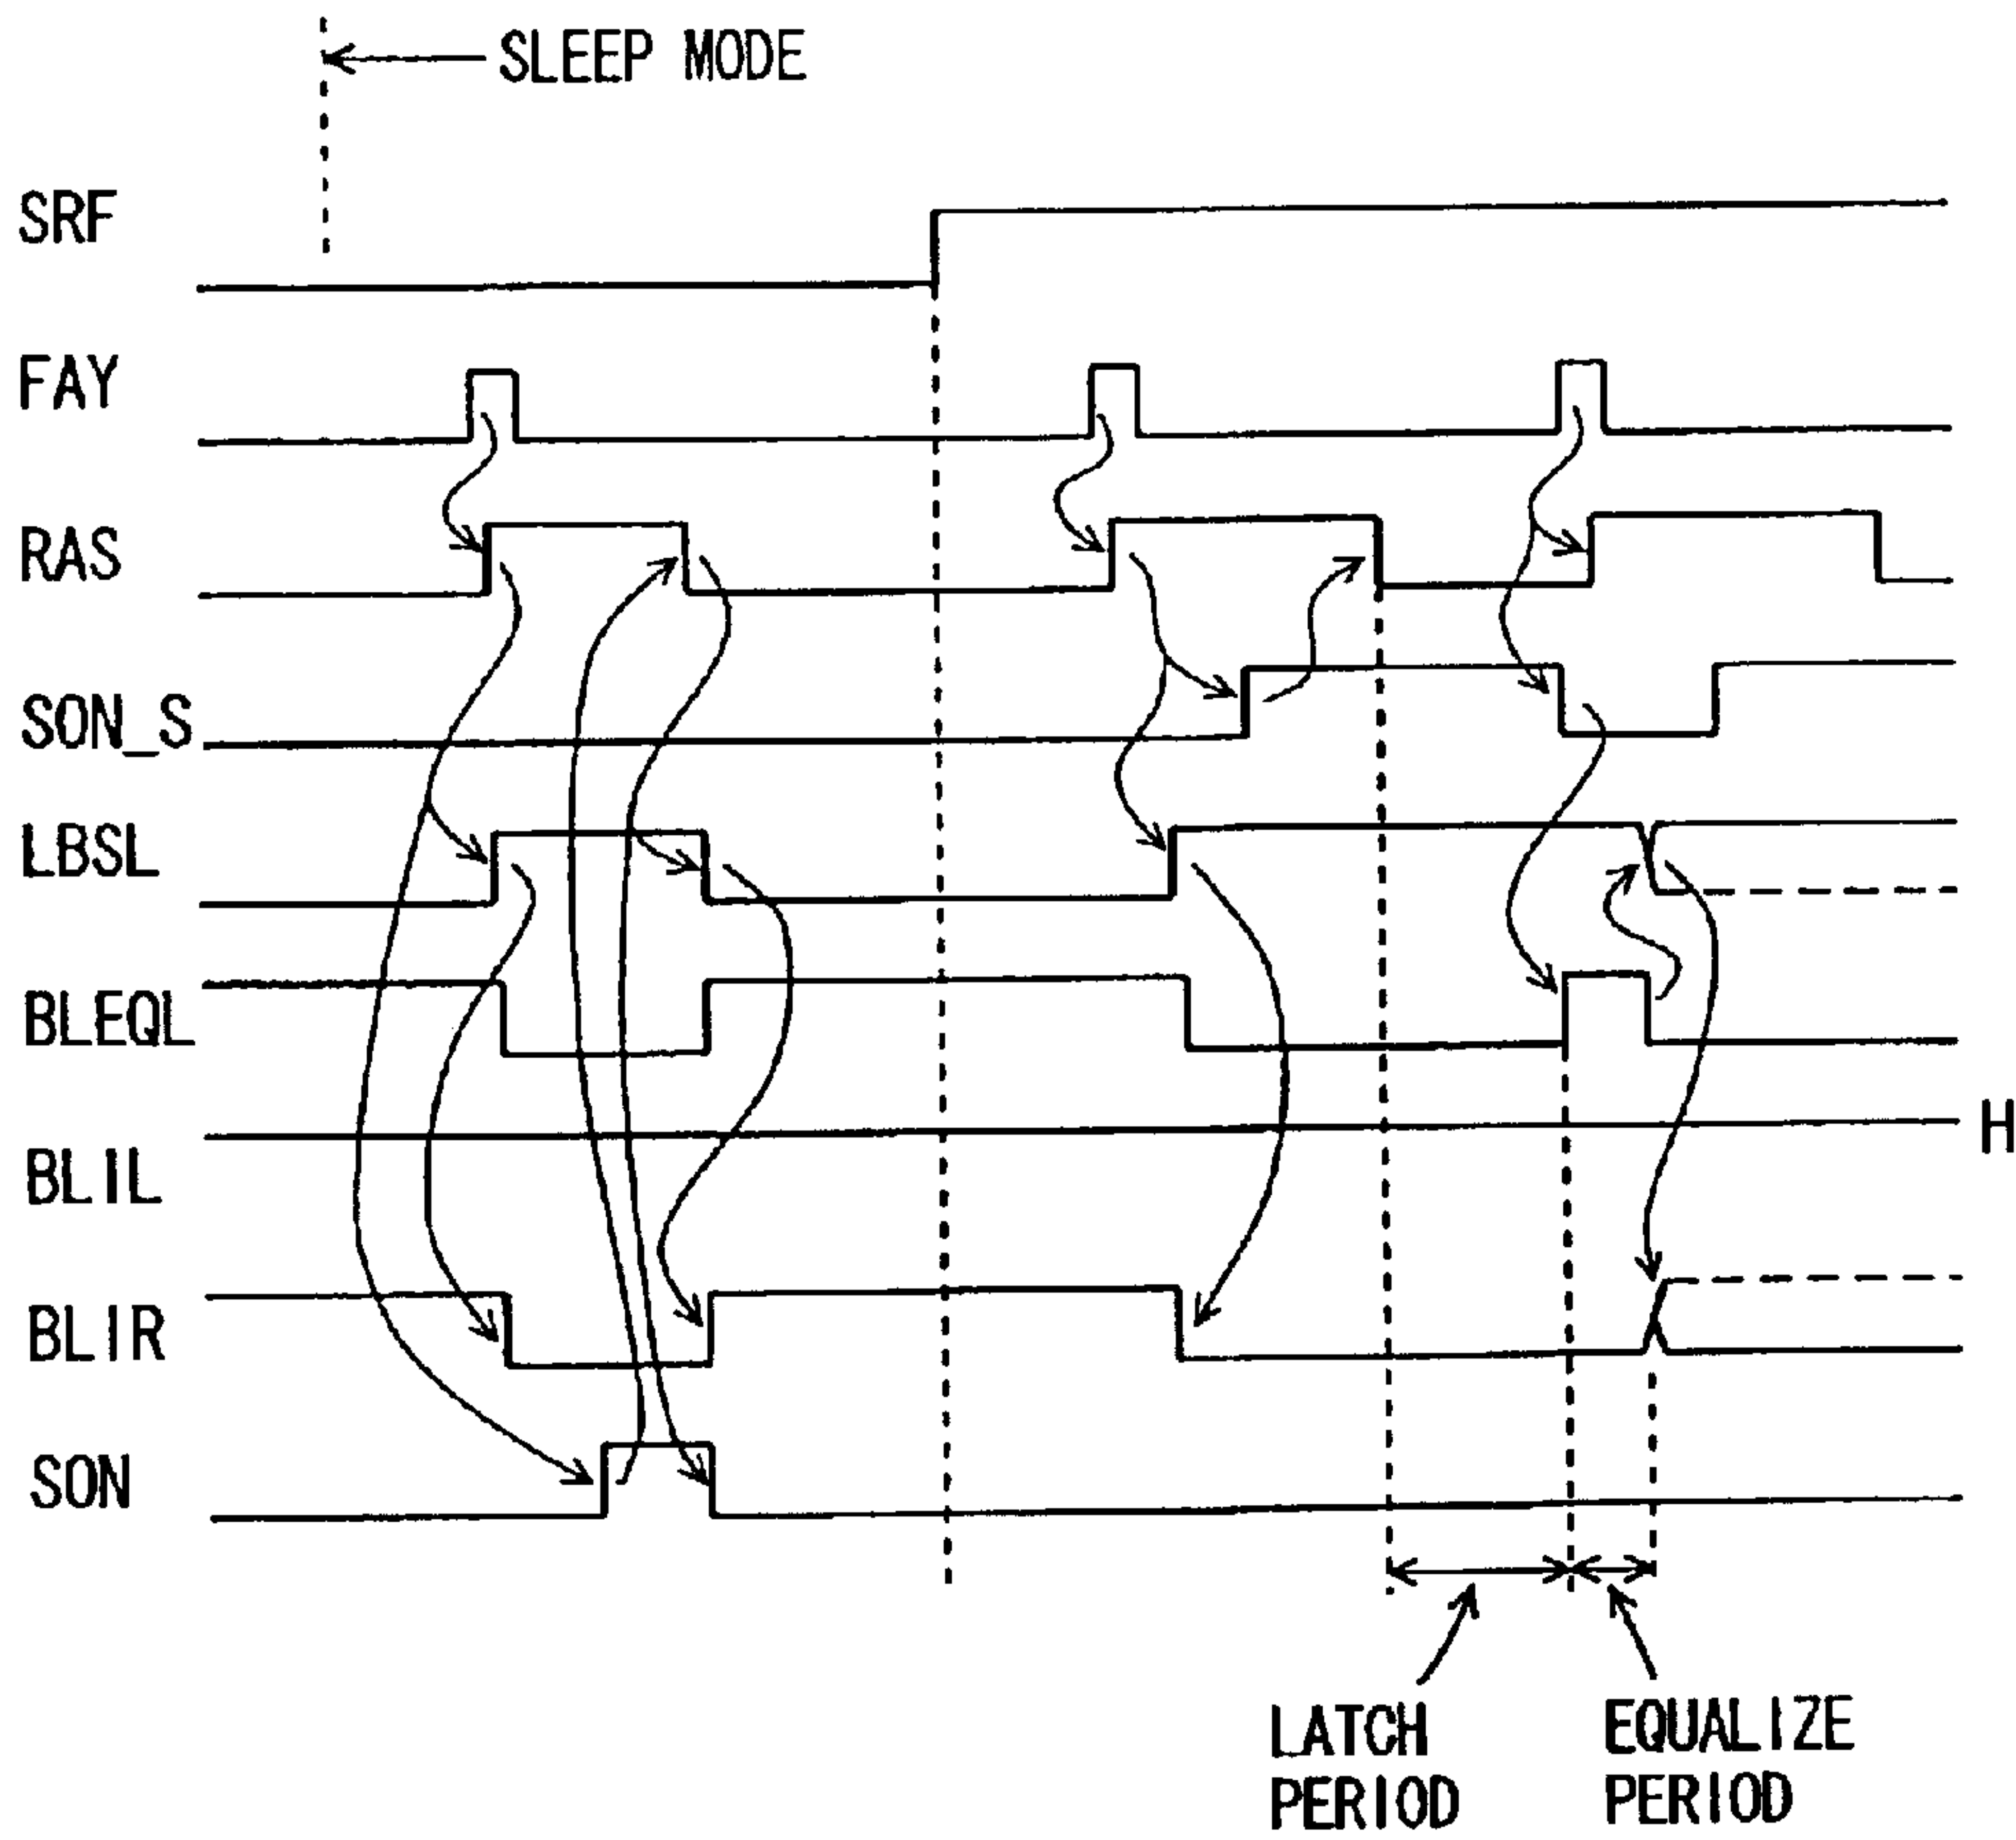 SLEEP MODE
SRF
FAY
RAS
SON_S
LBSL
BLEQL
BLIL
H
BLIR
SON
LATCH
PERIOD
EQUALIZE
PERIOD